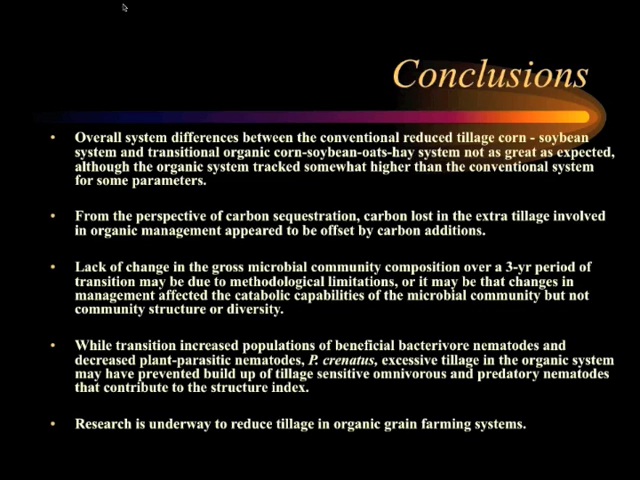 Conclusions
• Overall system differences between the conventional reduced tillage corn - soybean
system and transitional organic corn-soybean-oats-hay system not as great as expected,
although the organic system tracked somewhat higher than the conventional system
for some parameters.
• From the perspective of carbon sequestration, carbon lost in the extra tillage involved
in organic management appeared to be offset by carbon additions.
• Lack of change in the gross microbial community composition over a 3-yr period of
transition may be due to methodological limitations, or it may be that changes in
management affected the catabolic capabilities of the microbial community but not
community structure or diversity.
• While transition increased populations of beneficial bacterivore nematodes and
decreased plant-parasitic nematodes, P. crenatus, excessive tillage in the organic system
may have prevented build up of tillage sensitive omnivorous and predatory nematodes
that contribute to the structure index.
• Research is underway to reduce tillage in organic grain farming systems.